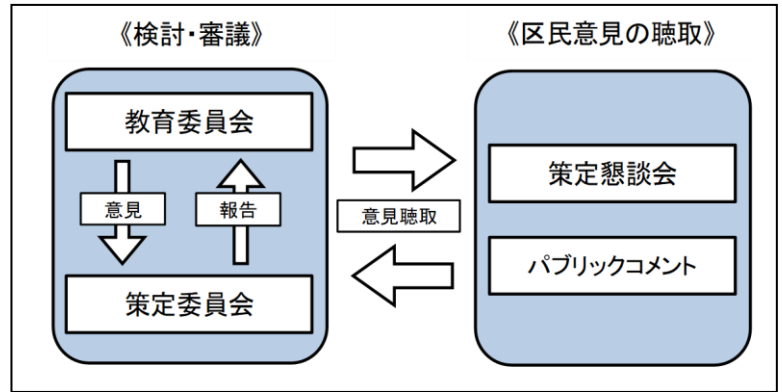 《検討・審議》
教育委員会
意見
報告
策定委員会
意見聴取
《区民意見の聴取》
策定懇談会
パブリックコメント